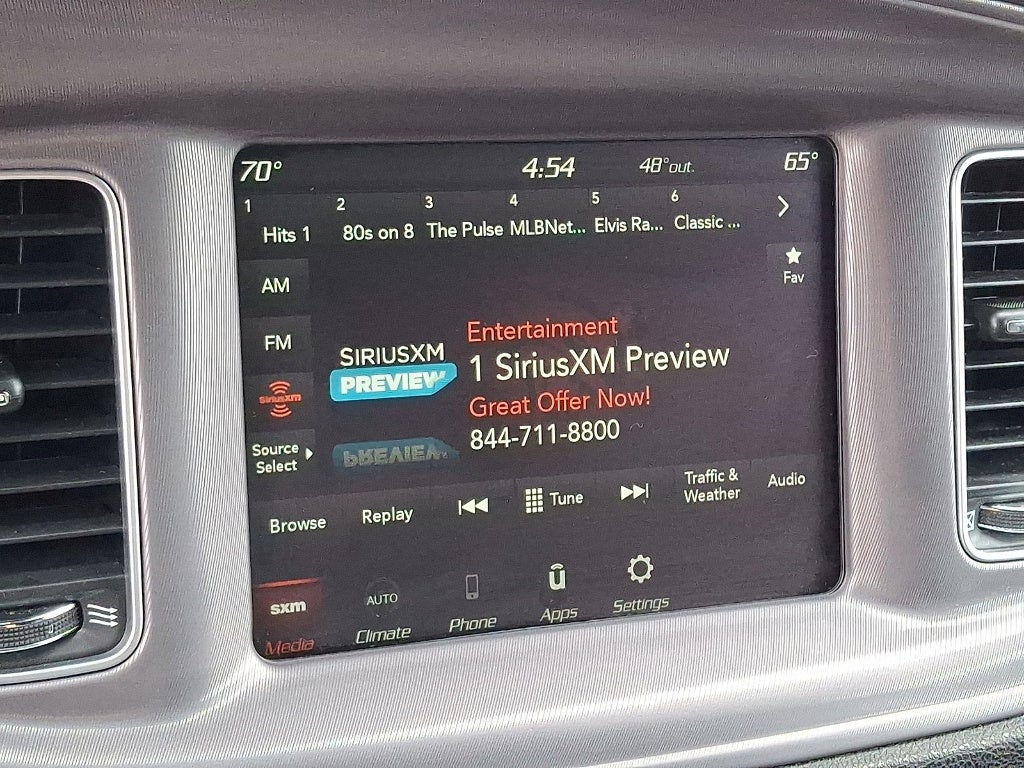 70° 4:54 48° out. 65°
1 2 3 4 5 6
Hits 1 80s on 8 The Pulse MLBNet... Elvis Ra... Classic ...
AM
Fav
FM
Entertainment
SIRIUSXM
1 SiriusXM Preview
PREVIEW
SiriusXM
Great Offer Now!
844-711-8800
Source
Select
PREVIEW
Browse Replay Tune
Traffic &
Weather
Audio
sxm AUTO
Media Climate Phone Apps Settings